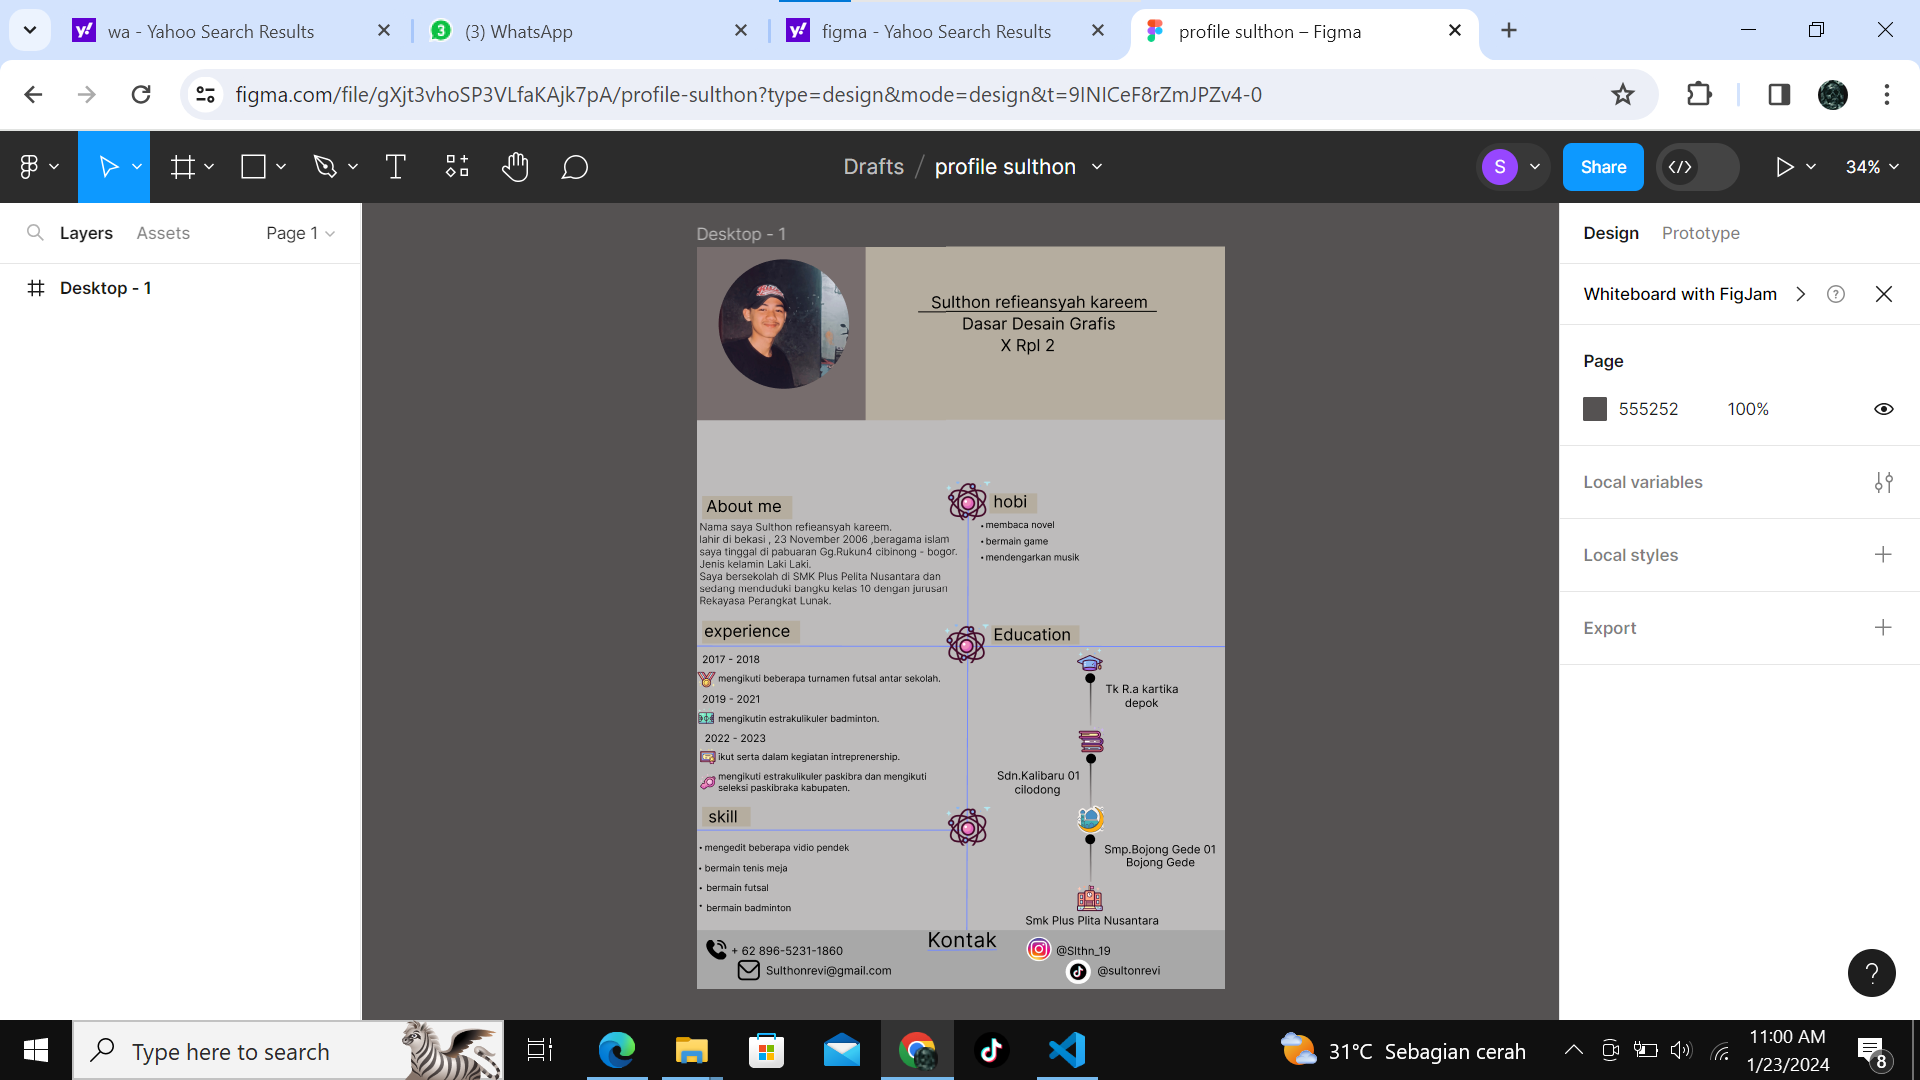 wa - Yahoo Search Results
3
(3) WhatsApp
figma - Yahoo Search Results
profile sulthon – Figma
figma.com/file/gXjt3vhoSP3VLfaKAjk7pA/profile-sulthon?type=design&mode=design&t=9INICeF8rZmJPZv4-0
Drafts / profile sulthon
S
Share
34%
Layers
Assets
Page 1
Desktop - 1
Desktop - 1
Sulthon refieansyah kareem
Dasar Desain Grafis
X Rpl 2
About me
Nama saya Sulthon refieansyah kareem.
lahir di bekasi , 23 November 2006 ,beragama islam
saya tinggal di pabuaran Gg.Rukun4 cibinong - bogor.
Jenis kelamin Laki Laki.
Saya bersekolah di SMK Plus Pelita Nusantara dan
sedang menduduki bangku kelas 10 dengan jurusan
Rekayasa Perangkat Lunak.
hobi
• membaca novel
• bermain game
• mendengarkan musik
experience
2017 - 2018
mengikuti beberapa turnamen futsal antar sekolah.
2019 - 2021
mengikutin estrakulikuler badminton.
2022 - 2023
ikut serta dalam kegiatan intreprenership.
mengikuti estrakulikuler paskibra dan mengikuti
seleksi paskibraka kabupaten.
Education
Tk R.a kartika
depok
Sdn.Kalibaru 01
cilodong
Smp.Bojong Gede 01
Bojong Gede
Smk Plus Plita Nusantara
skill
• mengedit beberapa vidio pendek
• bermain tenis meja
• bermain futsal
• bermain badminton
Kontak
+ 62 896-5231-1860
Sulthonrevi@gmail.com
@Slthn_19
@sultonrevi
Design
Prototype
Whiteboard with FigJam
Page
555252
100%
Local variables
Local styles
Export
?
Type here to search
31°C Sebagian cerah
11:00 AM
1/23/2024
8